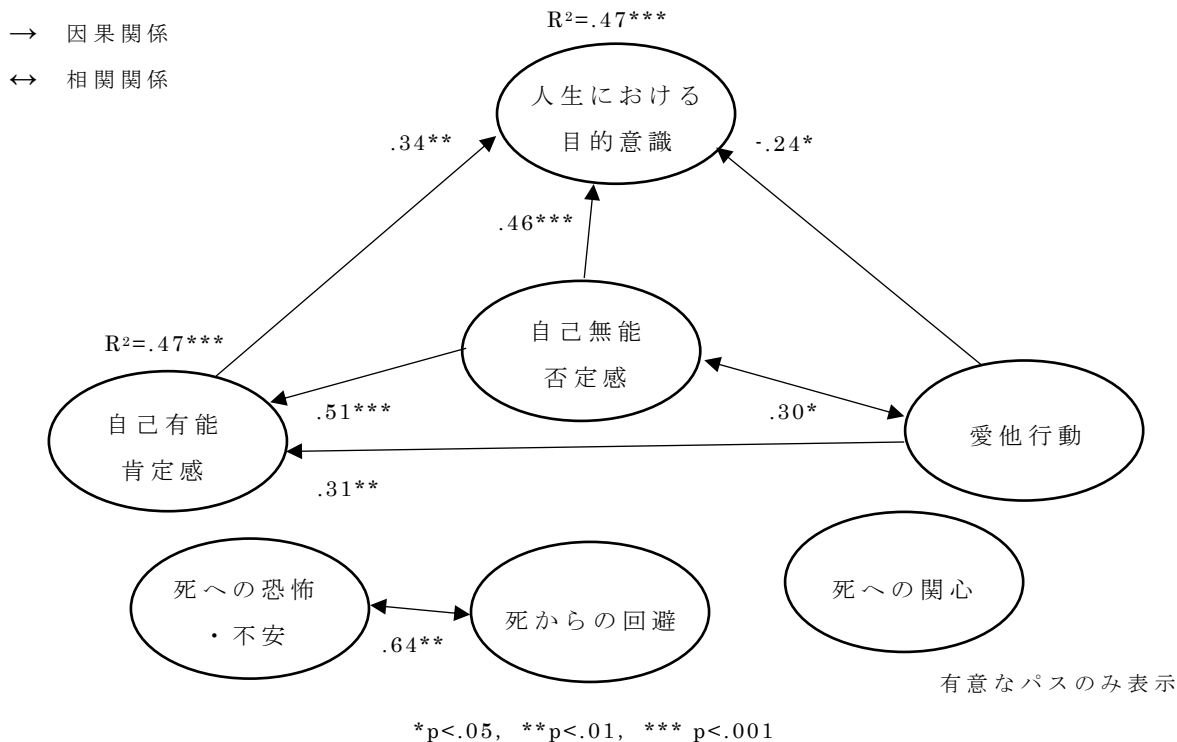 R²=.47***
→ 因果関係
↔ 相関関係
人生における
目的意識
.34**
-.24*
.46***
自己無能
否定感
R²=.47***
.51***
.30*
自己有能
肯定感
愛他行動
.31**
死への恐怖
・不安
死からの回避
死への関心
.64**
有意なパスのみ表示
*p<.05, **p<.01, *** p<.001